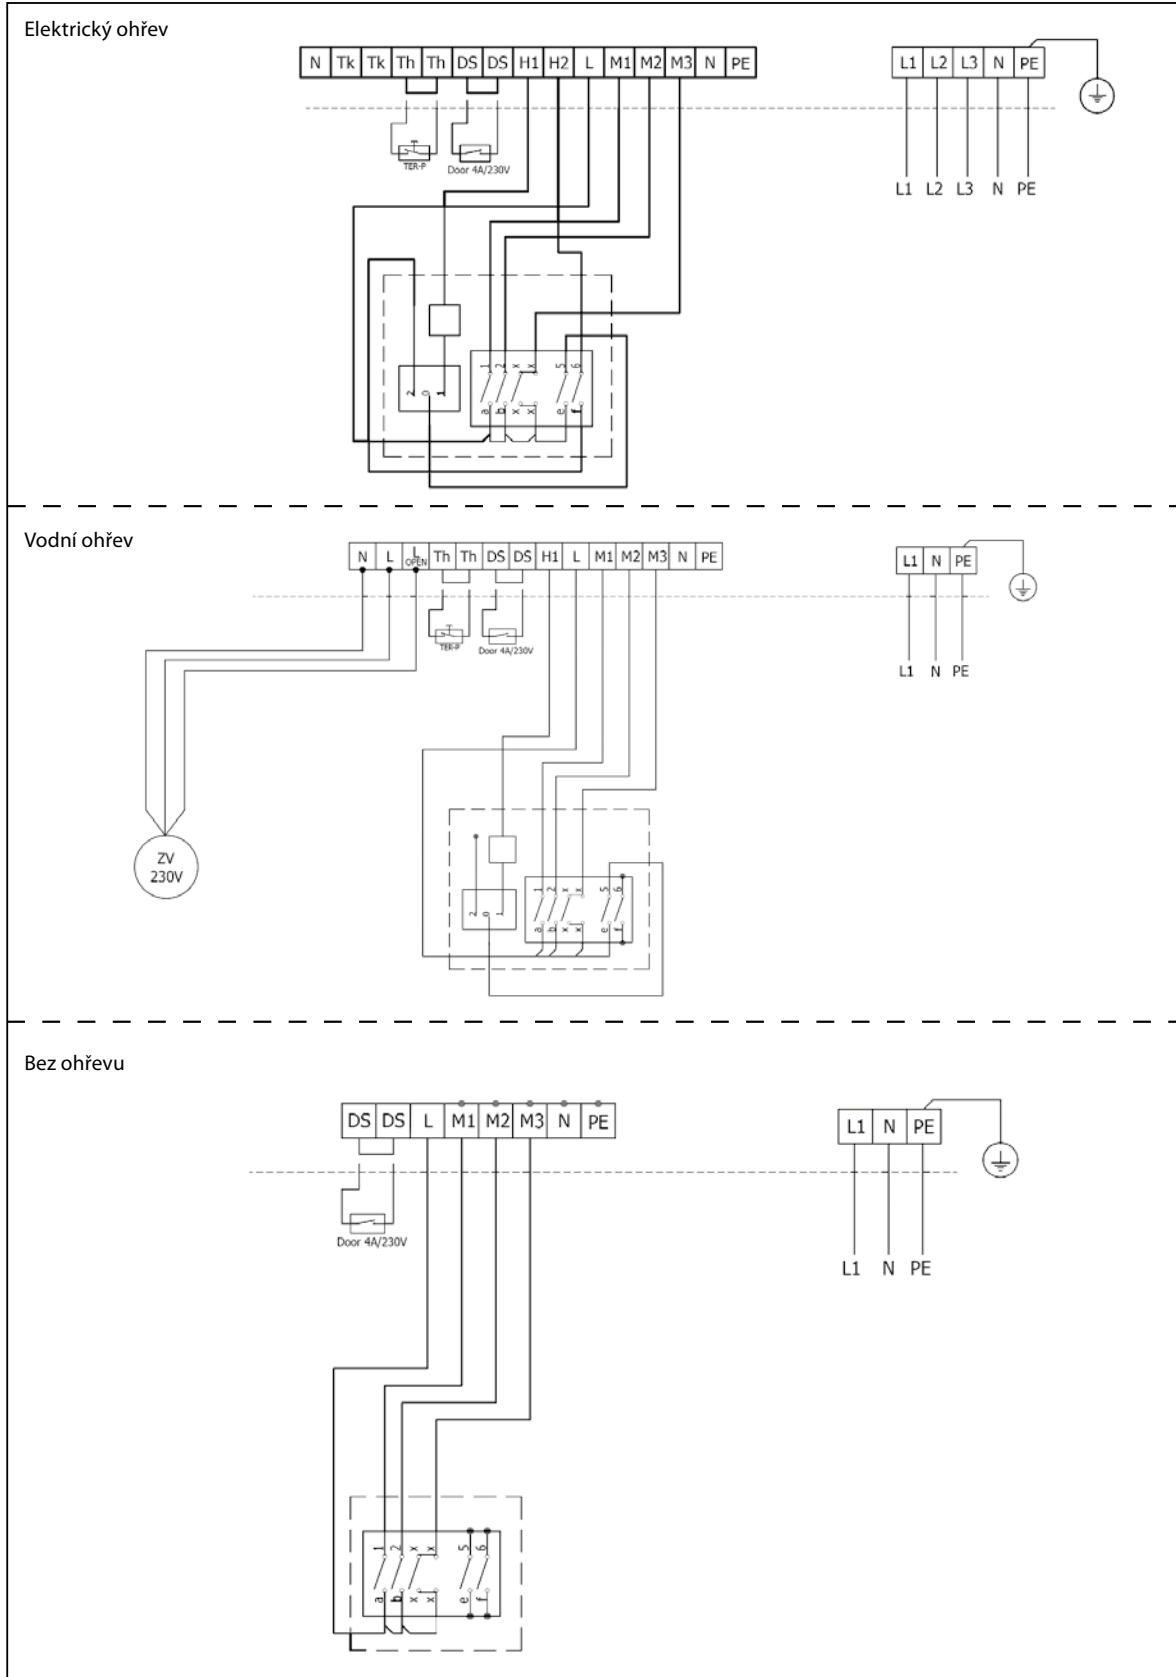 Elektrický ohřev
N Tk Tk Th Th DS DS H1 H2 L M1 M2 M3 N PE
L1 L2 L3 N PE
TER-P
Door 4A/230V
L1 L2 L3 N PE
1 2 x x 5 6
2 0 1
a b x x e f
Vodní ohřev
N L L OPEN Th Th DS DS H1 L M1 M2 M3 N PE
L1 N PE
TER-P
Door 4A/230V
L1 N PE
ZV
230V
1 2 x x 5 6
2 0 1
a b x x e f
Bez ohřevu
DS DS L M1 M2 M3 N PE
L1 N PE
Door 4A/230V
L1 N PE
1 2 x x 5 6
a b x x e f